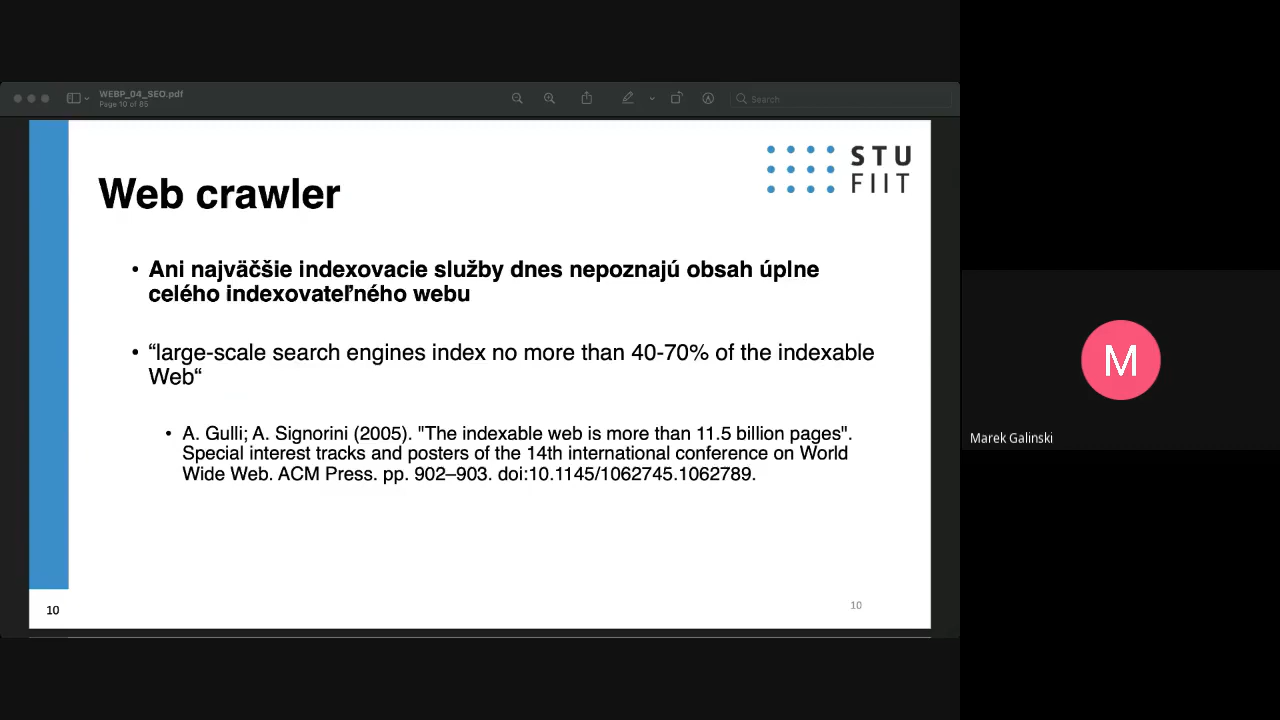 WEBP_04_SEO.pdf
Page 10 of 85
Search
STU
FIIT
Web crawler
• Ani najväčšie indexovacie služby dnes nepoznajú obsah úplne
celého indexovateľného webu
• “large-scale search engines index no more than 40-70% of the indexable
Web“
• A. Gulli; A. Signorini (2005). "The indexable web is more than 11.5 billion pages".
Special interest tracks and posters of the 14th international conference on World
Wide Web. ACM Press. pp. 902–903. doi:10.1145/1062745.1062789.
10
10
M
Marek Galinski